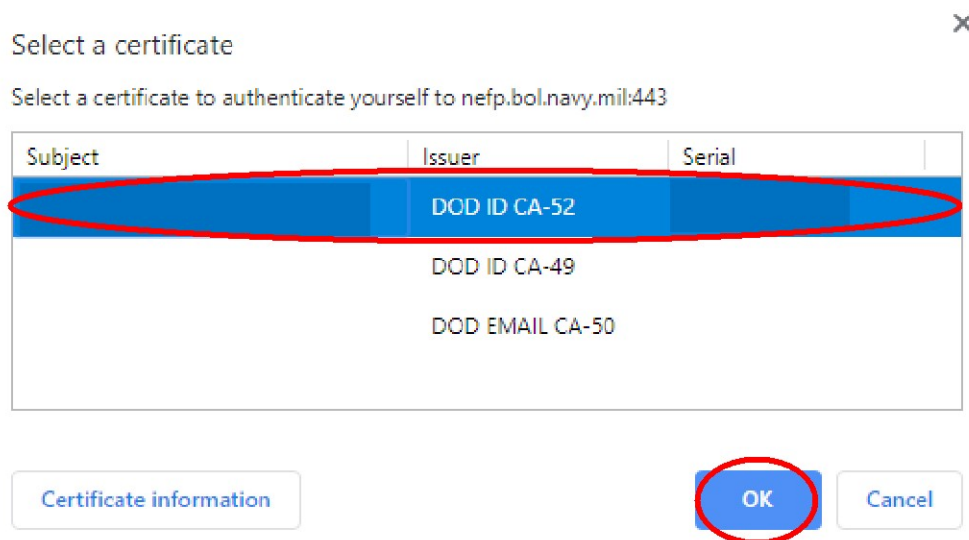 Select a certificate
Select a certificate to authenticate yourself to nefp.bol.navy.mil:443
Subject Issuer Serial
DOD ID CA-52
DOD ID CA-49
DOD EMAIL CA-50
Certificate information OK Cancel